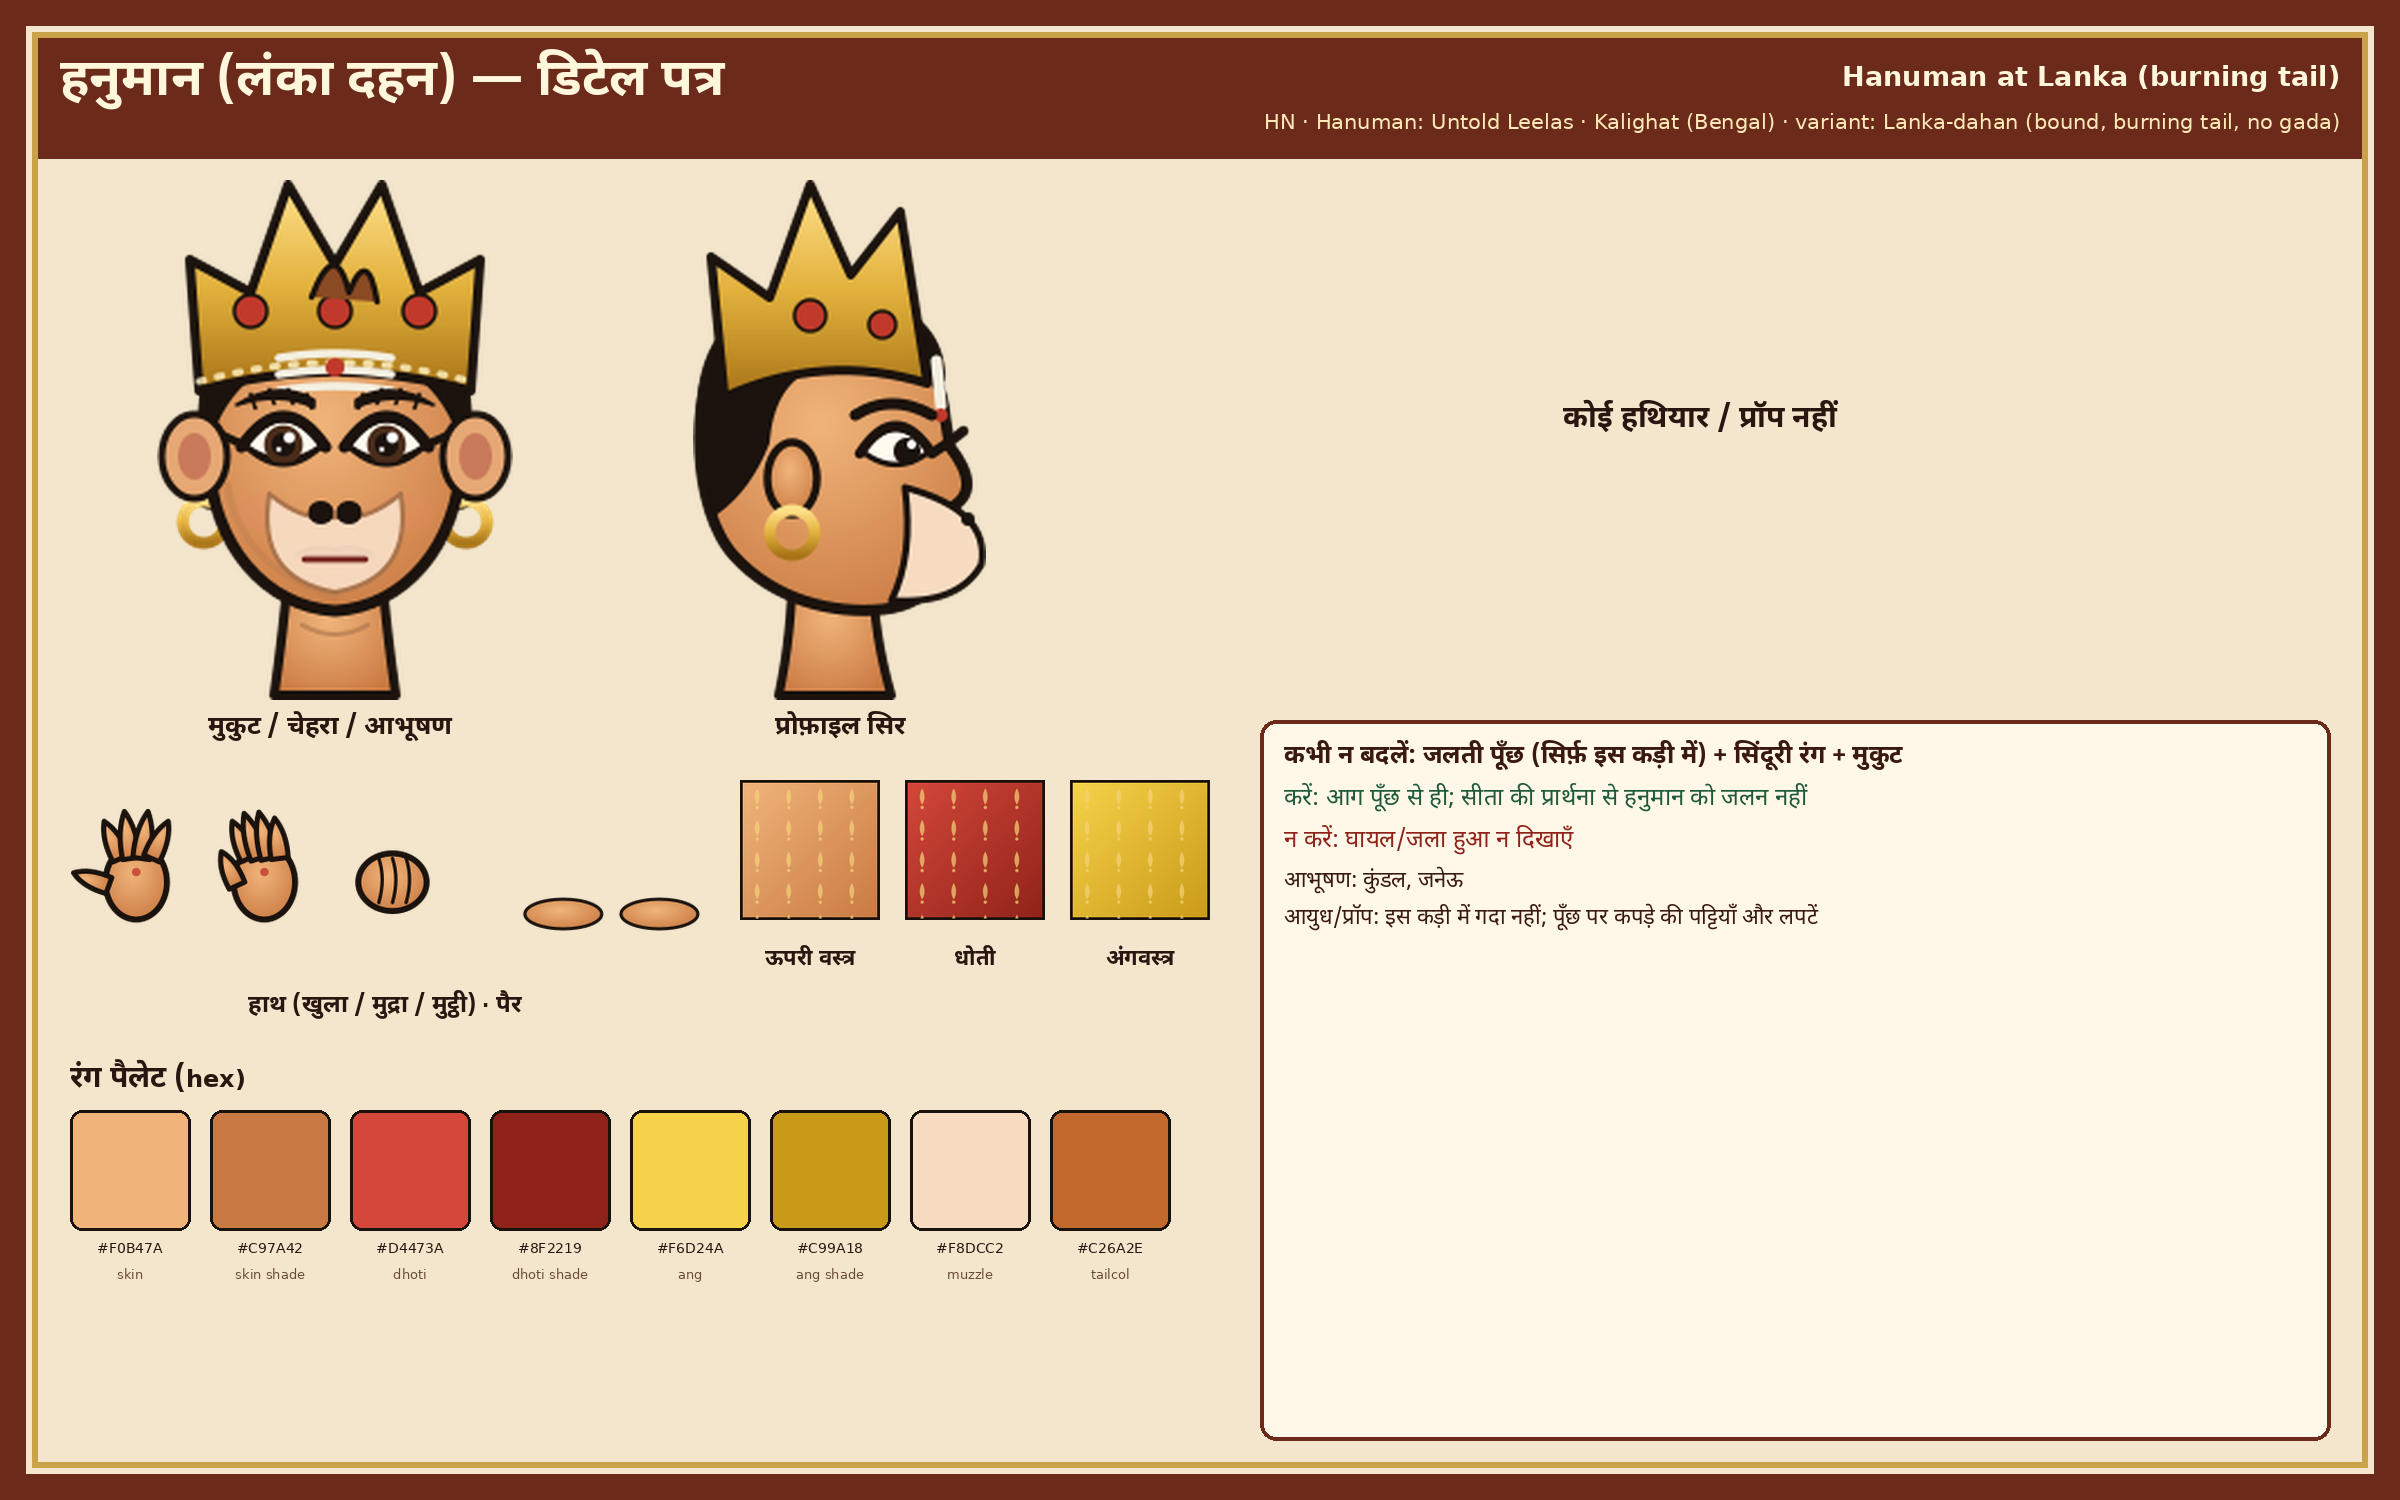 हनुमान (लंका दहन) — डिटेल पत्र
Hanuman at Lanka (burning tail)
HN · Hanuman: Untold Leelas · Kalighat (Bengal) · variant: Lanka-dahan (bound, burning tail, no gada)
कोई हथियार / प्रॉप नहीं
मुकुट / चेहरा / आभूषण
प्रोफ़ाइल सिर
ऊपरी वस्त्र
धोती
अंगवस्त्र
हाथ (खुला / मुद्रा / मुट्ठी) · पैर
कभी न बदलें: जलती पूँछ (सिर्फ़ इस कड़ी में) + सिंदूरी रंग + मुकुट
करें: आग पूँछ से ही; सीता की प्रार्थना से हनुमान को जलन नहीं
न करें: घायल/जला हुआ न दिखाएँ
आभूषण: कुंडल, जनेऊ
आयुध/प्रॉप: इस कड़ी में गदा नहीं; पूँछ पर कपड़े की पट्टियाँ और लपटें
रंग पैलेट (hex)
#F0B47A #C97A42 #D4473A #8F2219 #F6D24A #C99A18 #F8DCC2 #C26A2E
skin skin shade dhoti dhoti shade ang ang shade muzzle tailcol